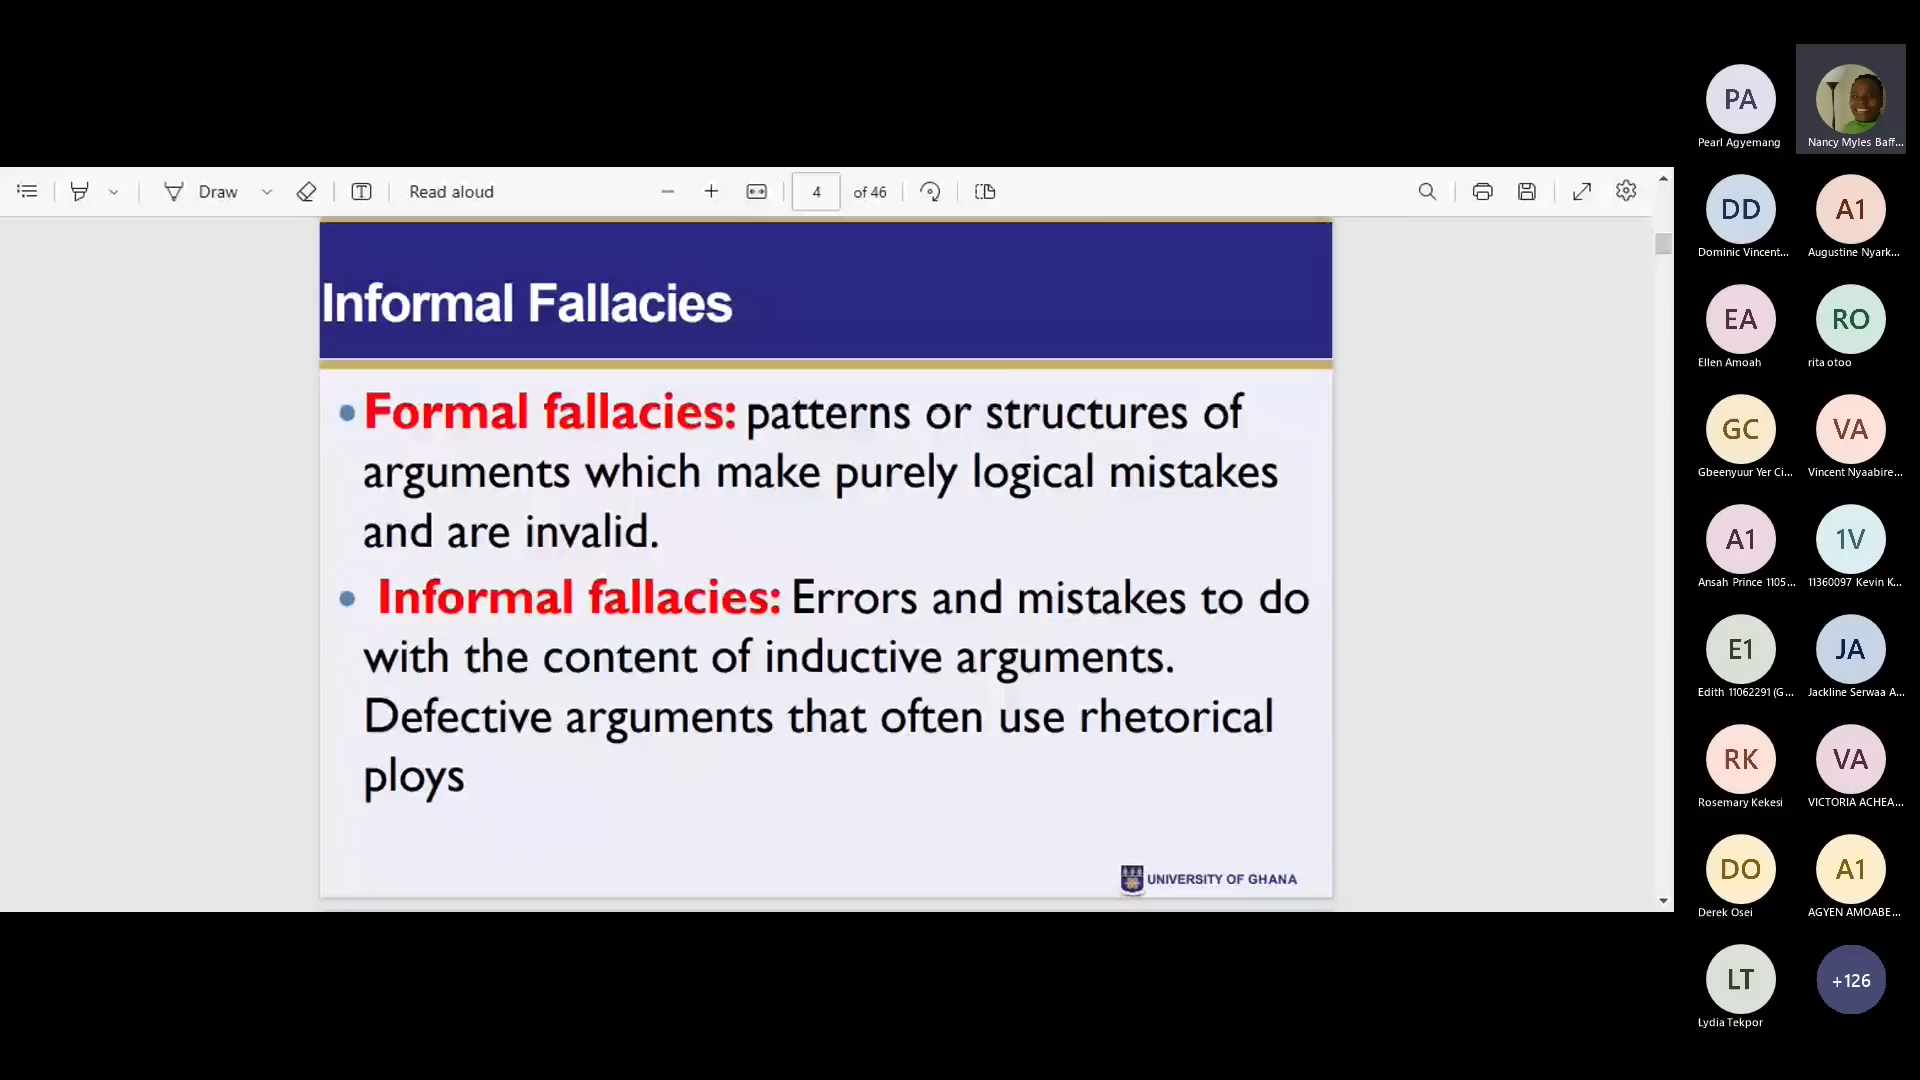 Draw
Read aloud
4 of 46
Informal Fallacies
• Formal fallacies: patterns or structures of
arguments which make purely logical mistakes
and are invalid.
• Informal fallacies: Errors and mistakes to do
with the content of inductive arguments.
Defective arguments that often use rhetorical
ploys
UNIVERSITY OF GHANA
PA
Pearl Agyemang
Nancy Myles Baff...
DD
Dominic Vincent...
A1
Augustine Nyark...
EA
Ellen Amoah
RO
rita otoo
GC
Gbeenyuur Yer Ci...
VA
Vincent Nyaabire...
A1
Ansah Prince 1105...
1V
11360097 Kevin K...
E1
Edith 11062291 (G...
JA
Jackline Serwaa A...
RK
Rosemary Kekesi
VA
VICTORIA ACHEA...
DO
Derek Osei
A1
AGYEN AMOABE...
LT
Lydia Tekpor
+126